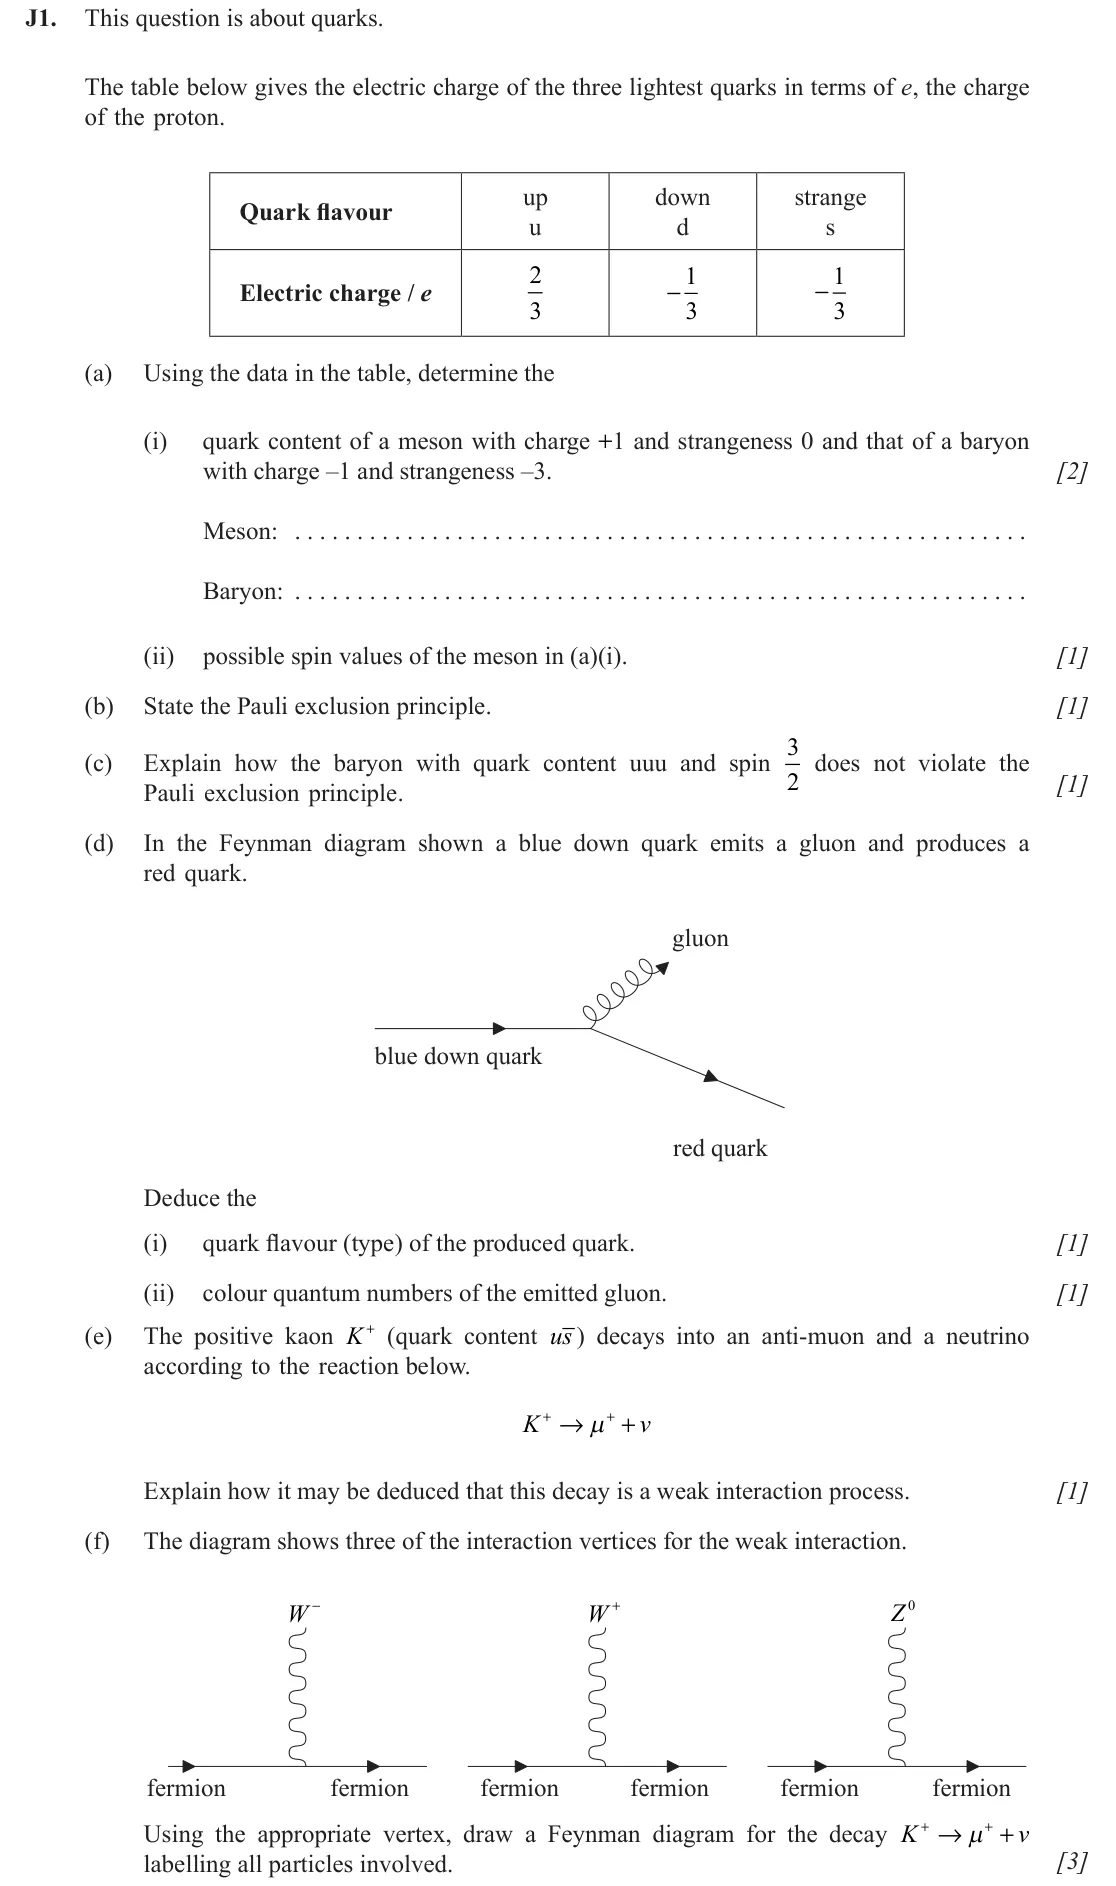 J1. This question is about quarks.
The table below gives the electric charge of the three lightest quarks in terms of e, the charge
of the proton.
Quark flavour
up
u
down
d
strange
s
Electric charge / e
2/3
−1/3
−1/3
(a) Using the data in the table, determine the
(i) quark content of a meson with charge +1 and strangeness 0 and that of a baryon
with charge –1 and strangeness –3. [2]
Meson: ............................................................
Baryon: ............................................................
(ii) possible spin values of the meson in (a)(i). [1]
(b) State the Pauli exclusion principle. [1]
(c) Explain how the baryon with quark content uuu and spin 3/2 does not violate the
Pauli exclusion principle. [1]
(d) In the Feynman diagram shown a blue down quark emits a gluon and produces a
red quark.
gluon
blue down quark
red quark
Deduce the
(i) quark flavour (type) of the produced quark. [1]
(ii) colour quantum numbers of the emitted gluon. [1]
(e) The positive kaon K⁺ (quark content us̅) decays into an anti-muon and a neutrino
according to the reaction below.
K⁺ → μ⁺ + v
Explain how it may be deduced that this decay is a weak interaction process. [1]
(f) The diagram shows three of the interaction vertices for the weak interaction.
W⁻ W⁺ Z⁰
fermion fermion fermion fermion fermion fermion
Using the appropriate vertex, draw a Feynman diagram for the decay K⁺ → μ⁺ + v
labelling all particles involved. [3]